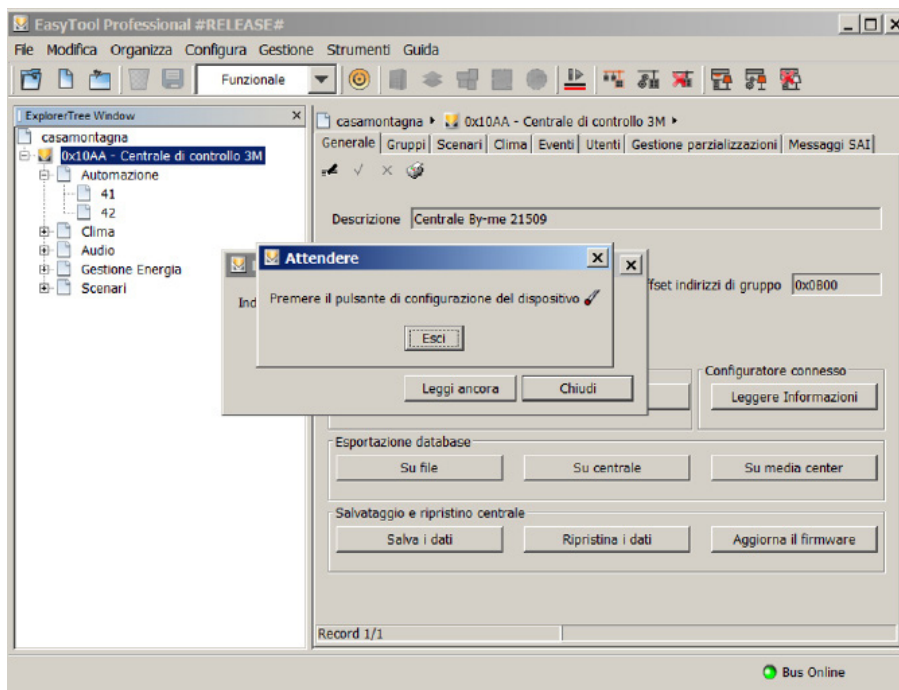 EasyTool Professional #RELEASE#
File Modifica Organizza Configura Gestione Strumenti Guida
Funzionale
ExplorerTree Window
casamontagna
0x10AA - Centrale di controllo 3M
Automazione
41
42
Clima
Audio
Gestione Energia
Scenari
casamontagna 0x10AA - Centrale di controllo 3M
Generale Gruppi Scenari Clima Eventi Utenti Gestione parzializzazioni Messaggi SAI
Descrizione Centrale By-me 21509
ffset indirizzi di gruppo 0x0B00
Attendere
Ind
Premere il pulsante di configurazione del dispositivo
Esci
Leggi ancora Chiudi
Configuratore connesso
Leggere Informazioni
Esportazione database
Su file Su centrale Su media center
Salvataggio e ripristino centrale
Salva i dati Ripristina i dati Aggiorna il firmware
Record 1/1
Bus Online